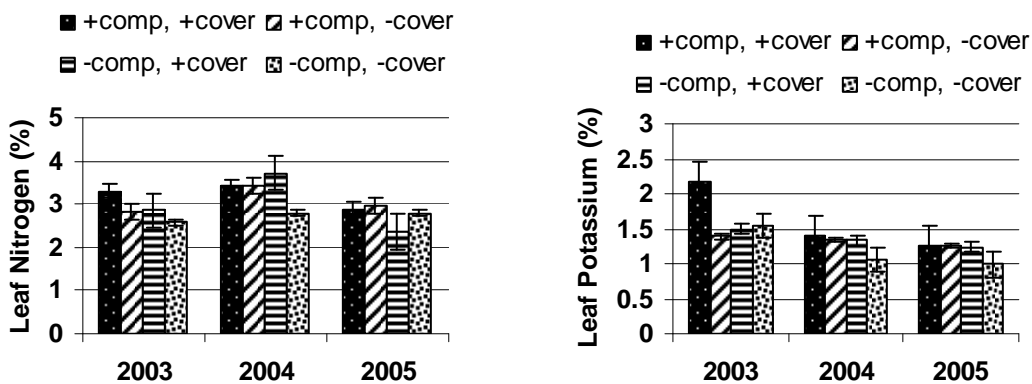 +comp, +cover +comp, -cover
-comp, +cover -comp, -cover
5
4
3
2
1
0
Leaf Nitrogen (%)
2003 2004 2005
+comp, +cover +comp, -cover
-comp, +cover -comp, -cover
3
2.5
2
1.5
1
0.5
0
Leaf Potassium (%)
2003 2004 2005